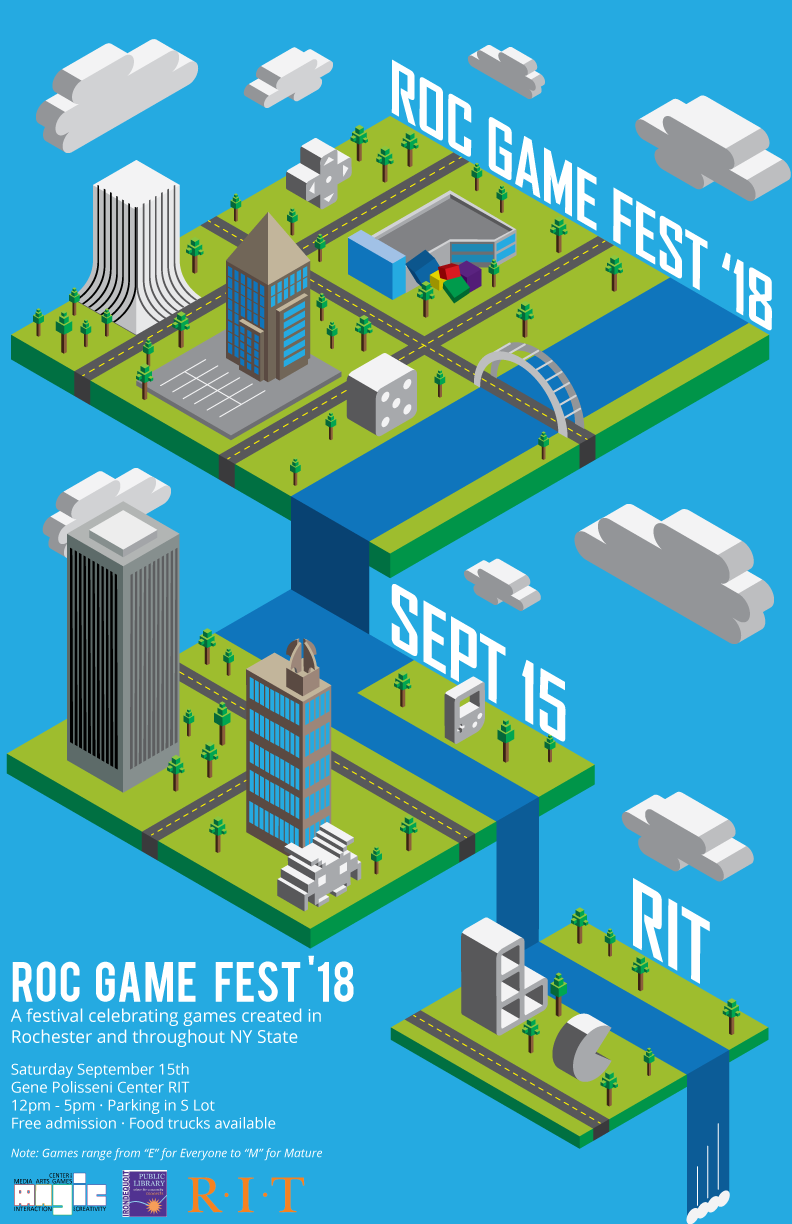 ROC GAME FEST '18
SEPT 15
RIT
ROC GAME FEST '18
A festival celebrating games created in
Rochester and throughout NY State
Saturday September 15th
Gene Polisseni Center RIT
12pm - 5pm · Parking in S Lot
Free admission · Food trucks available
Note: Games range from “E” for Everyone to “M” for Mature
CENTER
MEDIA ARTS GAMES
magic
INTERACTION CREATIVITY
IRONDEQUOIT
PUBLIC
LIBRARY
R·I·T